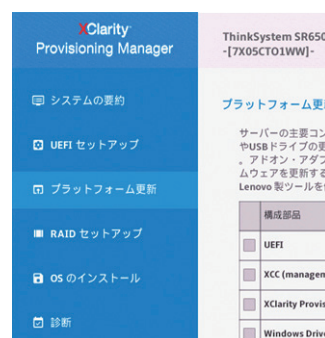 XClarity
Provisioning Manager
システムの要約
UEFI セットアップ
プラットフォーム更新
RAID セットアップ
OS のインストール
診断
ThinkSystem SR650
-[7X05CTO1WW]-
プラットフォーム更
サーバーの主要コン
やUSBドライブの更
。アドオン・アダプ
ムウェアを更新する
Lenovo 製ツールを
構成部品
UEFI
XCC (managem
XClarity Provis
Windows Drive